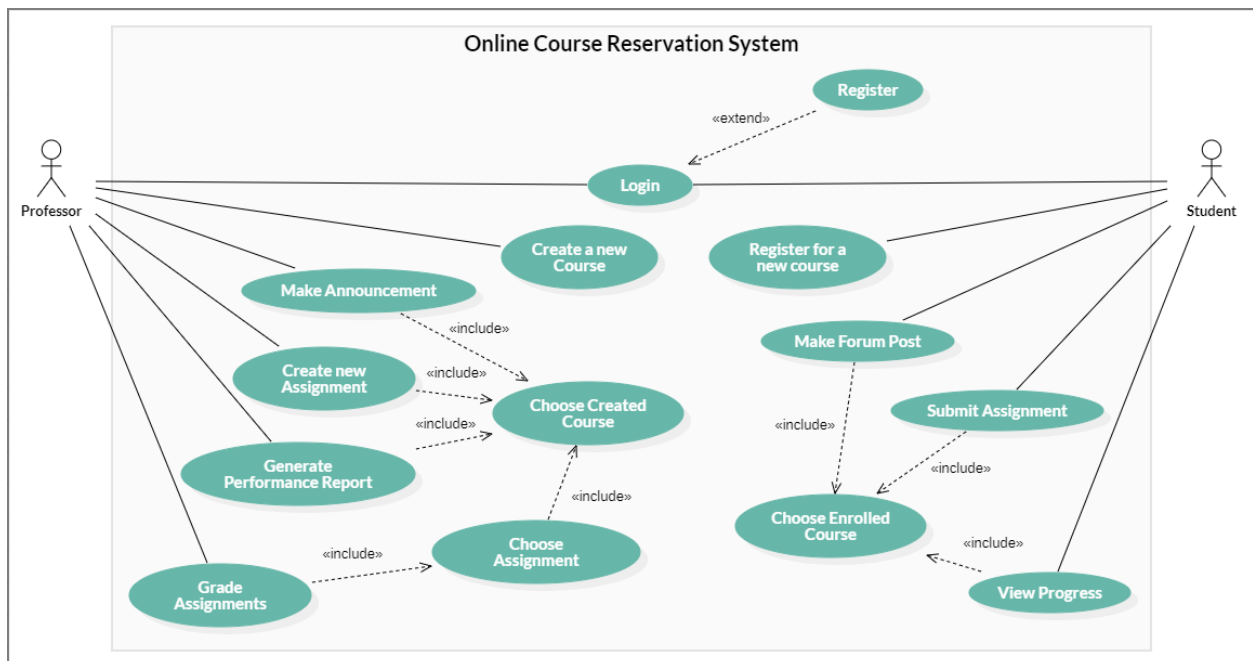 Online Course Reservation System
Register
«extend»
Login
Professor
Student
Create a new
Course
Register for a
new course
Make Announcement
«include»
Make Forum Post
Create new
Assignment
«include»
Choose Created
Course
Submit Assignment
«include»
«include»
Generate
Performance Report
«include»
«include»
Choose Enrolled
Course
Choose
Assignment
«include»
«include»
Grade
Assignments
View Progress